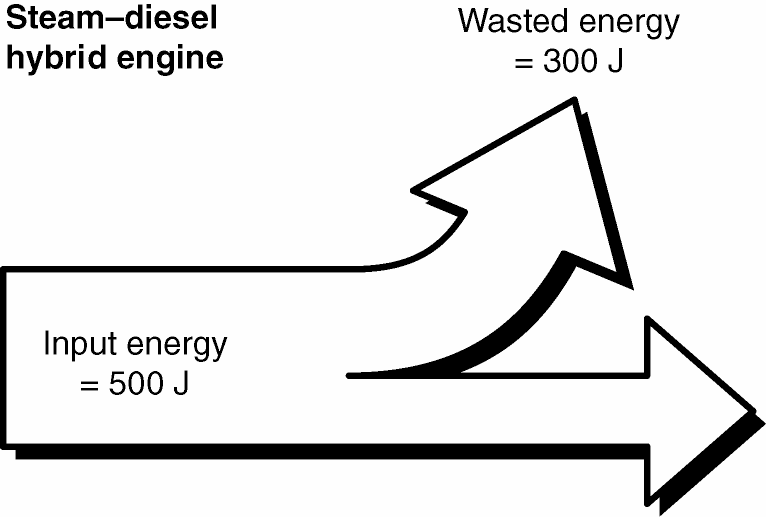 Steam–diesel
hybrid engine
Wasted energy
= 300 J
Input energy
= 500 J